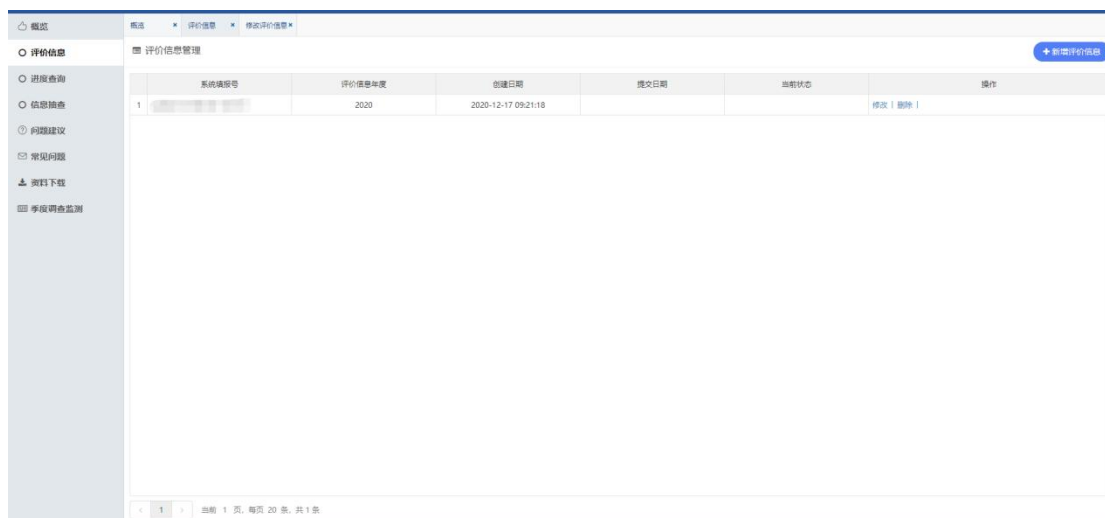 概览
评价信息
进度查询
信息抽查
问题建议
常见问题
资料下载
季度调查监测
概览 × 评价信息 × 修改评价信息×
评价信息管理
+新增评价信息
系统填报号 评价信息年度 创建日期 提交日期 当前状态 操作
1 2020 2020-12-17 09:21:18 修改 | 删除 |
‹ 1 › 当前 1 页, 每页 20 条, 共 1 条